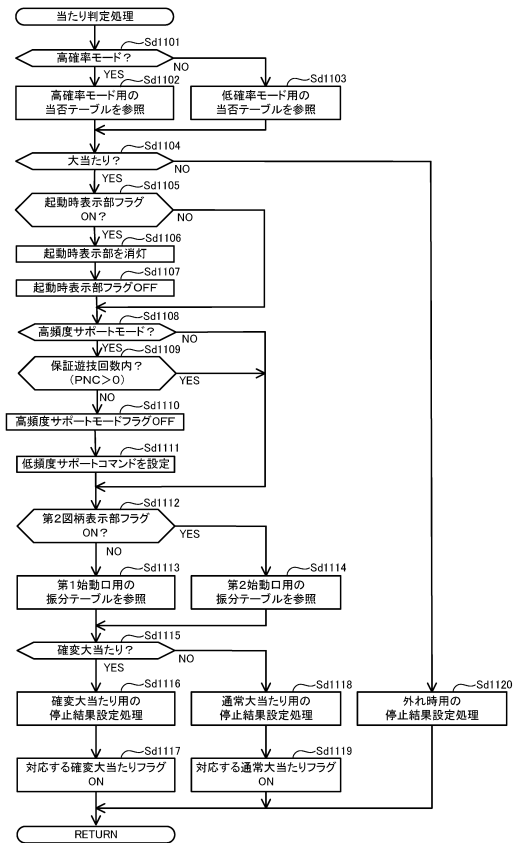 当たり判定処理
Sd1101
高確率モード？
YES
NO
Sd1102
高確率モード用の
当否テーブルを参照
Sd1103
低確率モード用の
当否テーブルを参照
Sd1104
大当たり？
YES
NO
Sd1105
起動時表示部フラグ
ON？
YES
NO
Sd1106
起動時表示部を消灯
Sd1107
起動時表示部フラグOFF
Sd1108
高頻度サポートモード？
YES
NO
Sd1109
保証遊技回数内？
(PNC＞0)
YES
NO
Sd1110
高頻度サポートモードフラグOFF
Sd1111
低頻度サポートコマンドを設定
Sd1112
第2図柄表示部フラグ
ON？
YES
NO
Sd1113
第1始動口用の
振分テーブルを参照
Sd1114
第2始動口用の
振分テーブルを参照
Sd1115
確変大当たり？
YES
NO
Sd1116
確変大当たり用の
停止結果設定処理
Sd1118
通常大当たり用の
停止結果設定処理
Sd1120
外れ時用の
停止結果設定処理
Sd1117
対応する確変大当たりフラグ
ON
Sd1119
対応する通常大当たりフラグ
ON
RETURN